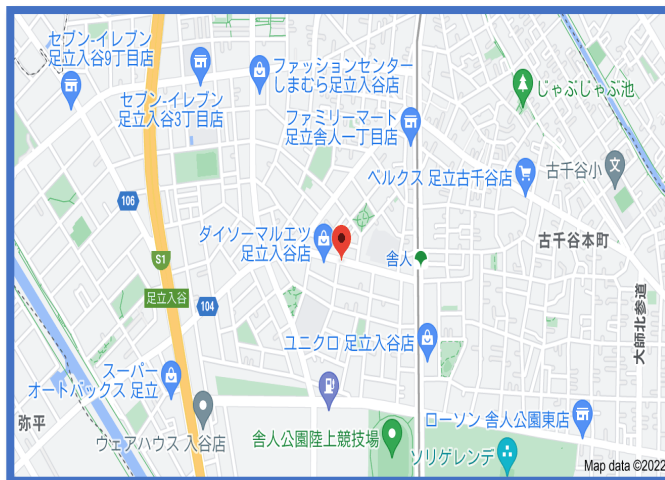 セブン-イレブン
足立入谷9丁目店
セブン-イレブン
足立入谷3丁目店
ファッションセンター
しまむら足立入谷店
ファミリーマート
足立舎人一丁目店
じゃぶじゃぶ池
ベルクス 足立古千谷店
古千谷小
文
106
ダイソーマルエツ
足立入谷店
舎人
古千谷本町
S1
足立入谷
104
大師北参道
ユニクロ 足立入谷店
スーパー
オートバックス 足立
弥平
ウェアハウス 入谷店
舎人公園陸上競技場
ローソン 舎人公園東店
ソリゲレンデ
Map data ©2022